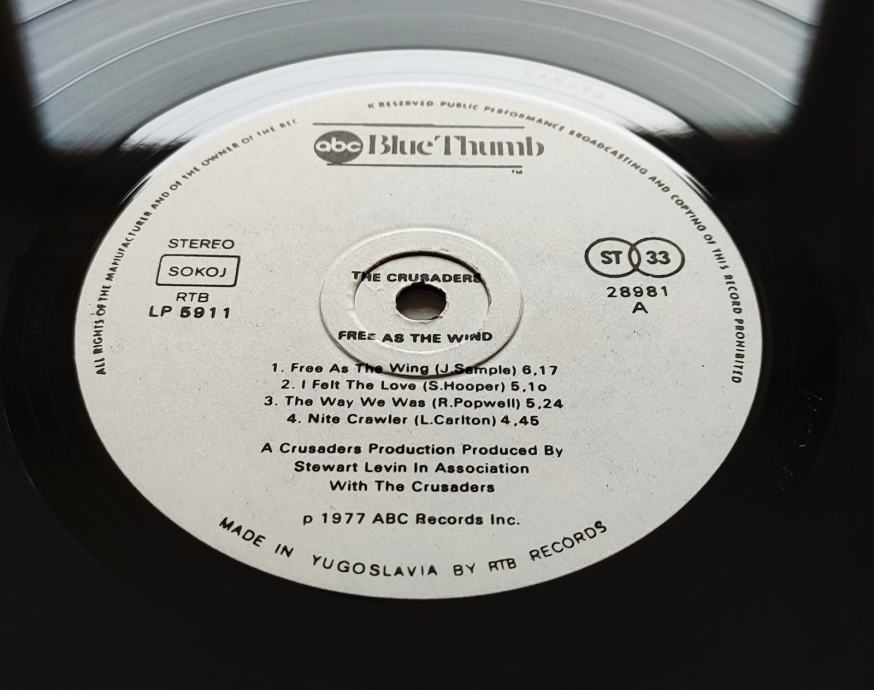 ALL RIGHTS OF THE MANUFACTURER AND OF THE OWNER OF THE REC
K RESERVED PUBLIC PERFORMANCE BROADCASTING AND COPYING OF THIS RECORD PROHIBITED
abc Blue Thumb
TM
STEREO
SOKOJ
RTB
LP 5911
ST 33
28981
A
THE CRUSADERS
FREE AS THE WIND
1. Free As The Wing (J.Sample) 6,17
2. I Felt The Love (S.Hooper) 5,1o
3. The Way We Was (R.Popwell) 5,24
4. Nite Crawler (L.Carlton) 4,45
A Crusaders Production Produced By
Stewart Levin In Association
With The Crusaders
p 1977 ABC Records Inc.
MADE IN YUGOSLAVIA BY RTB RECORDS